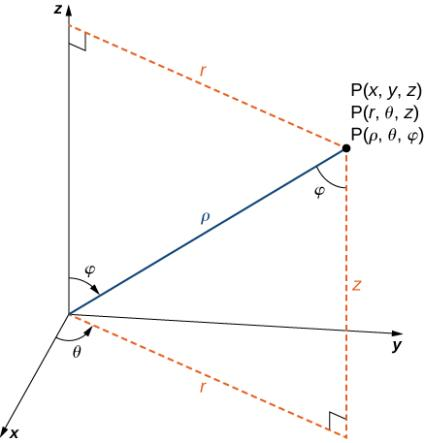 z
r
P(x, y, z)
P(r, θ, z)
P(ρ, θ, φ)
φ
ρ
φ
z
y
θ
r
x